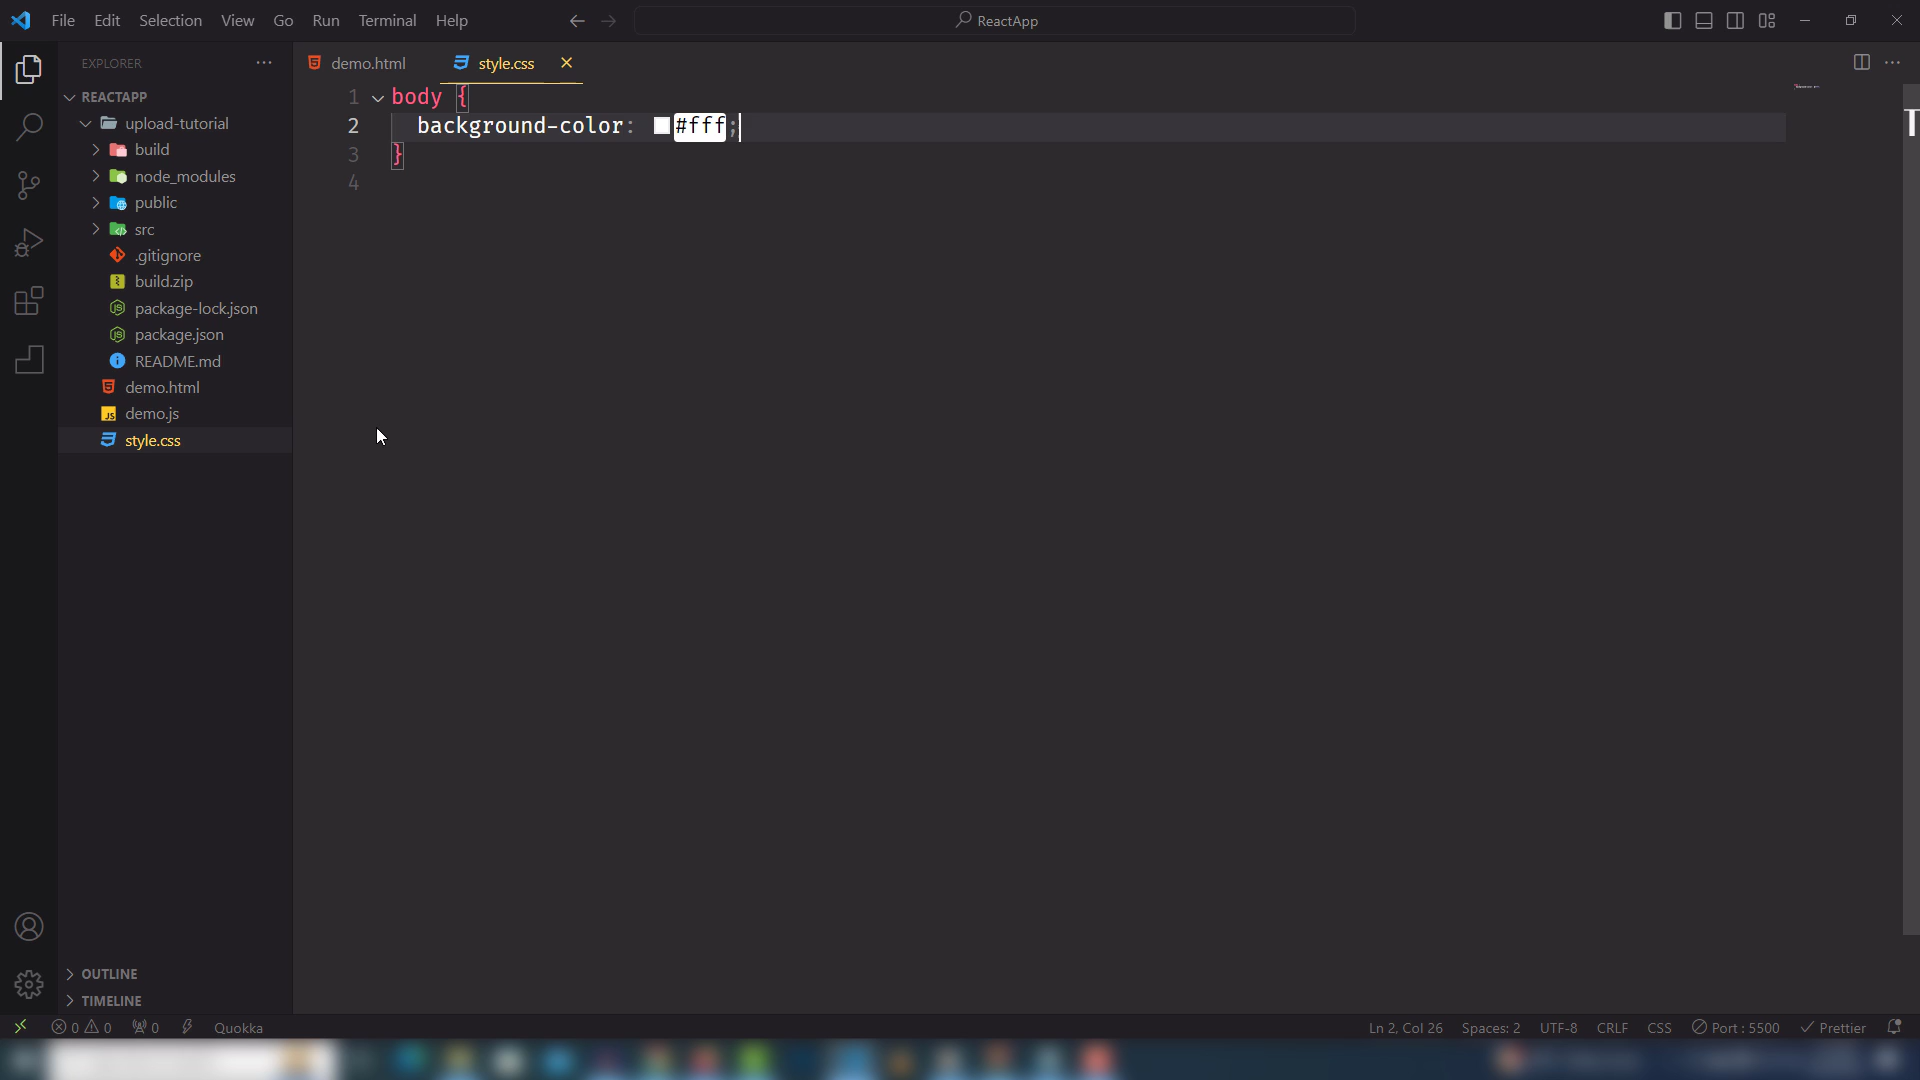 File Edit Selection View Go Run Terminal Help
ReactApp
EXPLORER
demo.html
style.css
REACTAPP
upload-tutorial
build
node_modules
public
src
.gitignore
build.zip
package-lock.json
package.json
README.md
demo.html
demo.js
style.css
1 body {
2 background-color: #fff;
3 }
4
T
OUTLINE
TIMELINE
0 0 0 Quokka
Ln 2, Col 26 Spaces: 2 UTF-8 CRLF CSS Port : 5500 Prettier